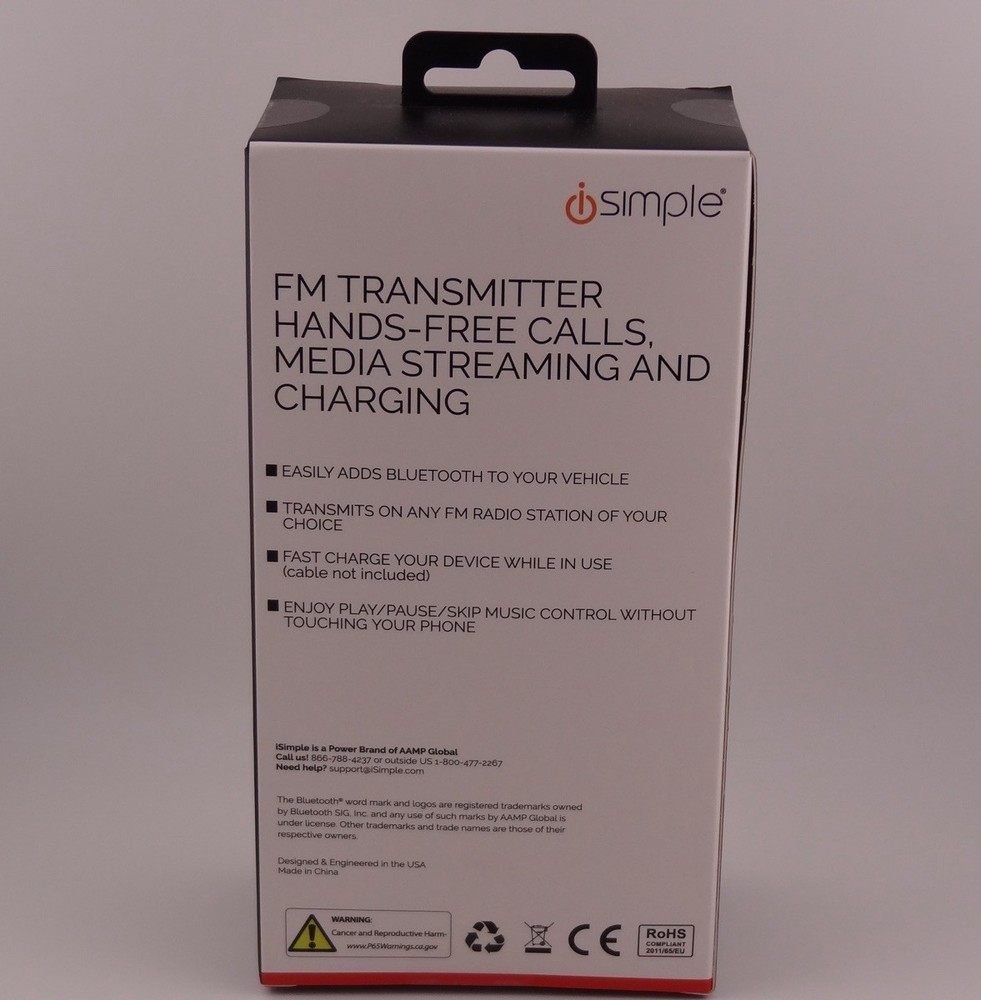 isimple®
FM TRANSMITTER
HANDS-FREE CALLS,
MEDIA STREAMING AND
CHARGING
EASILY ADDS BLUETOOTH TO YOUR VEHICLE
TRANSMITS ON ANY FM RADIO STATION OF YOUR
CHOICE
FAST CHARGE YOUR DEVICE WHILE IN USE
(cable not included)
ENJOY PLAY/PAUSE/SKIP MUSIC CONTROL WITHOUT
TOUCHING YOUR PHONE
iSimple is a Power Brand of AAMP Global
Call us! 866-788-4237 or outside US 1-800-477-2267
Need help? support@iSimple.com
The Bluetooth® word mark and logos are registered trademarks owned
by Bluetooth SIG, Inc. and any use of such marks by AAMP Global is
under license. Other trademarks and trade names are those of their
respective owners.
Designed & Engineered in the USA
Made in China
WARNING:
Cancer and Reproductive Harm-
www.P65Warnings.ca.gov
CE
RoHS
COMPLIANT
2011/65/EU